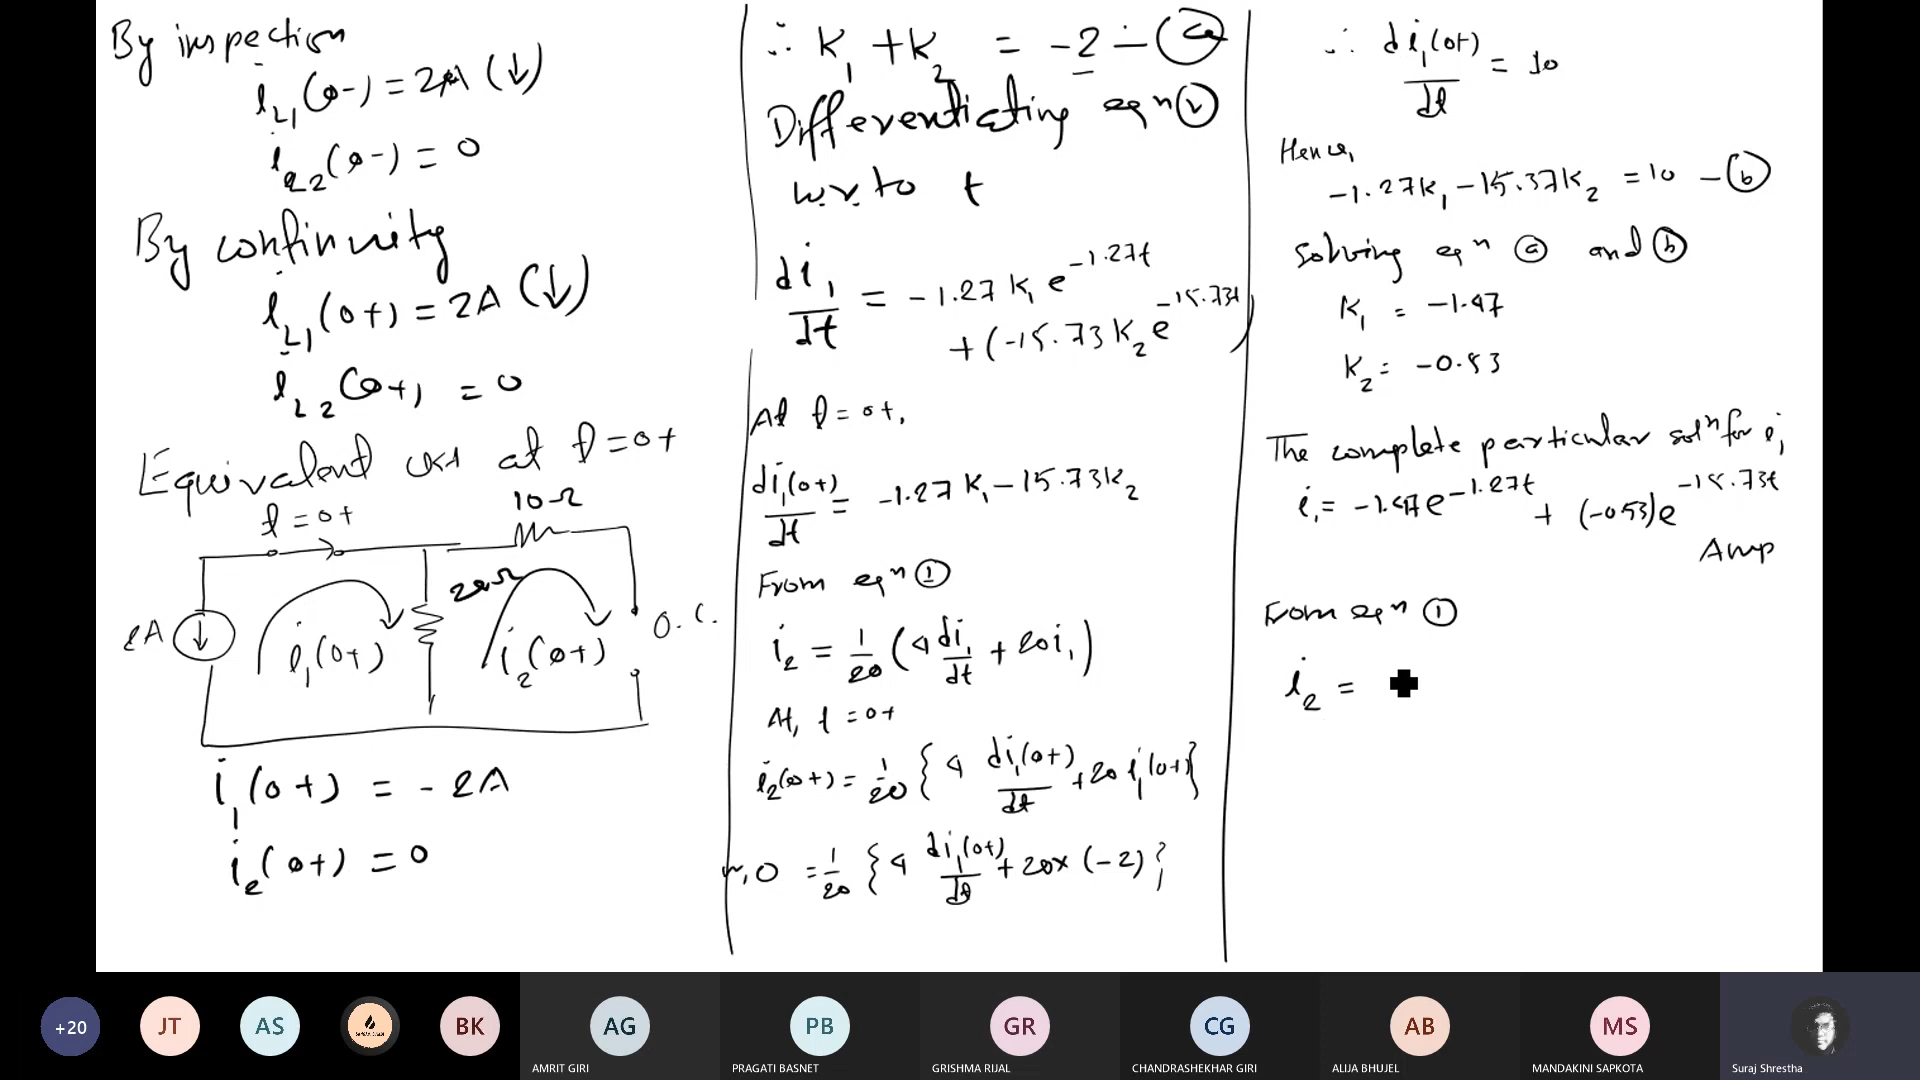 By inspection
i_L1(0-) = 2A (↓)
i_L2(0-) = 0
By continuity
i_L1(0+) = 2A (↓)
i_L2(0+) = 0
Equivalent ckt at t=0+
t=0+
10Ω
20Ω
2A
i₁(0+)
i₂(0+)
O.C.
i₁(0+) = -2A
i₂(0+) = 0
∴ K₁ + K₂ = -2 - (a)
Differentiating eqn (v)
w.r. to t
di₁/dt = -1.27 K₁ e^-1.27t
+ (-15.73 K₂ e^-15.73t)
At t=0+,
di₁(0+)/dt = -1.27 K₁ - 15.73K₂
From eqn (1)
i₂ = 1/20 (4 di₁/dt + 20i₁)
At, t=0+
i₂(0+) = 1/20 {4 di₁(0+)/dt + 20 i₁(0+)}
or, 0 = 1/20 {4 di₁(0+)/dt + 20x (-2)}
∴ di₁(0+)/dt = 10
Hence,
-1.27K₁ - 15.37K₂ = 10 - (b)
Solving eqn (a) and (b)
K₁ = -1.47
K₂ = -0.53
The complete particular soln for i₁
i₁ = -1.47e^-1.27t + (-0.53)e^-15.73t
Amp
From eqn (1)
i₂ =
+20
JT
AS
BK
AG
PB
GR
CG
AB
MS
AMRIT GIRI
PRAGATI BASNET
GRISHMA RIJAL
CHANDRASHEKHAR GIRI
ALIJA BHUJEL
MANDAKINI SAPKOTA
Suraj Shrestha